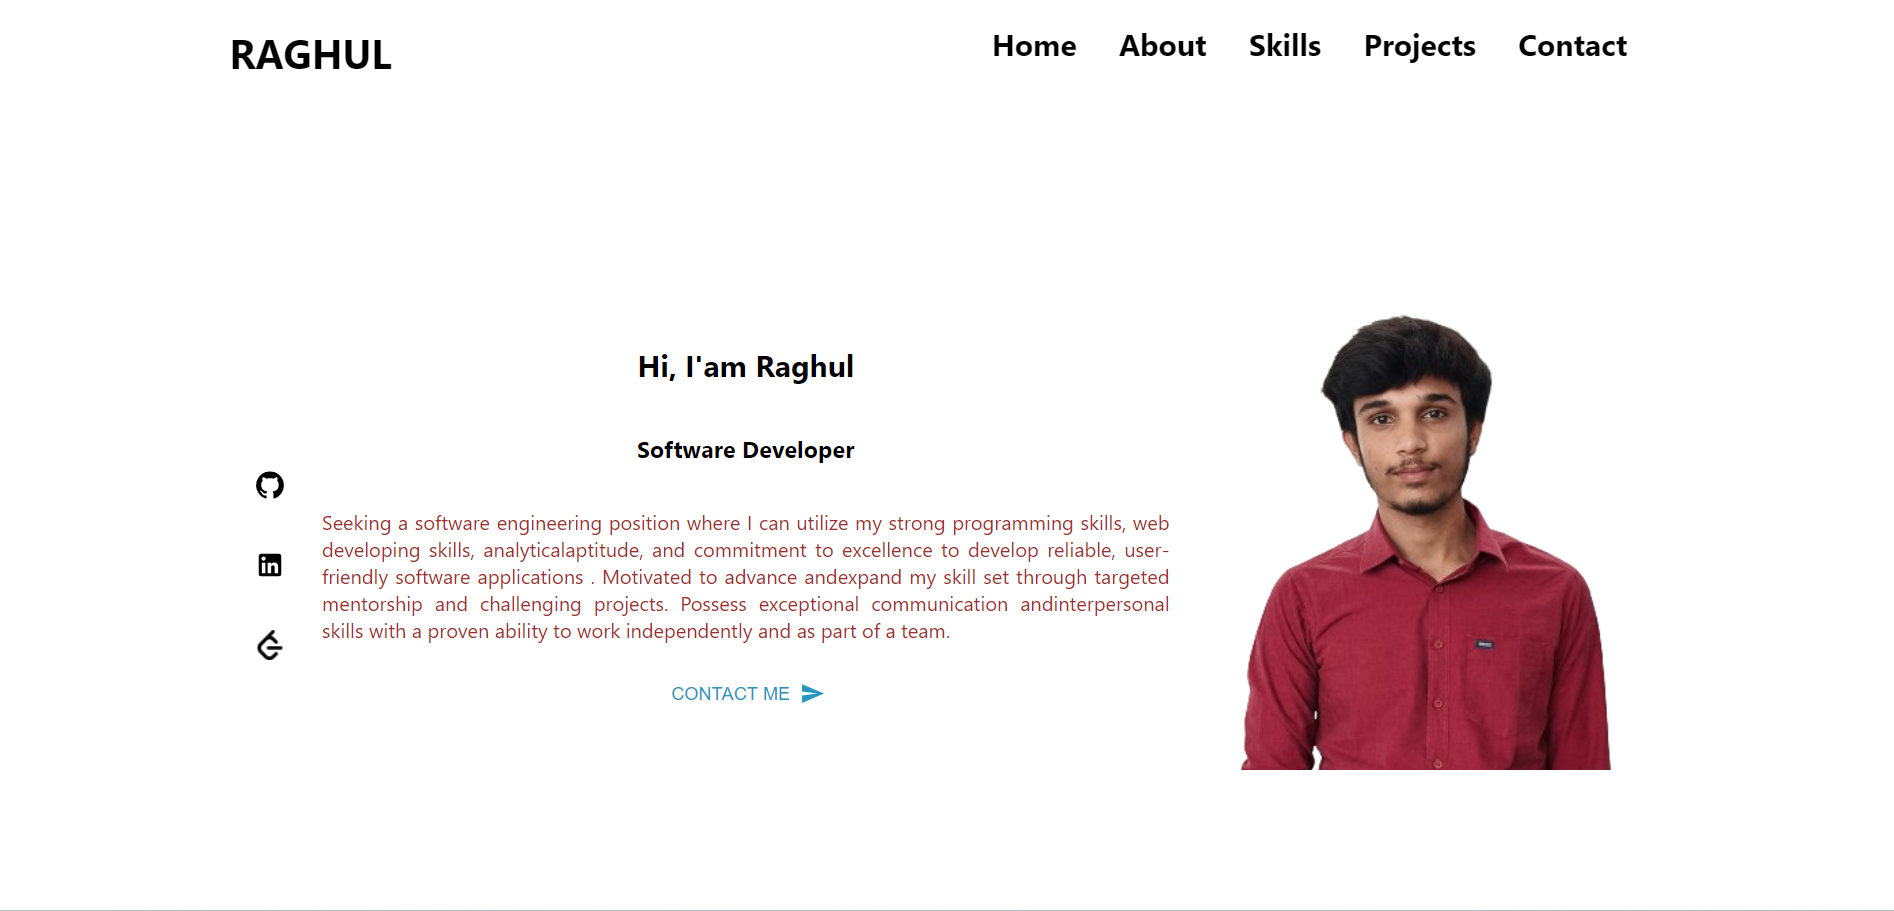 RAGHUL
Home About Skills Projects Contact
Hi, I'am Raghul
Software Developer
Seeking a software engineering position where I can utilize my strong programming skills, web
developing skills, analyticalaptitude, and commitment to excellence to develop reliable, user-
friendly software applications . Motivated to advance andexpand my skill set through targeted
mentorship and challenging projects. Possess exceptional communication andinterpersonal
skills with a proven ability to work independently and as part of a team.
CONTACT ME